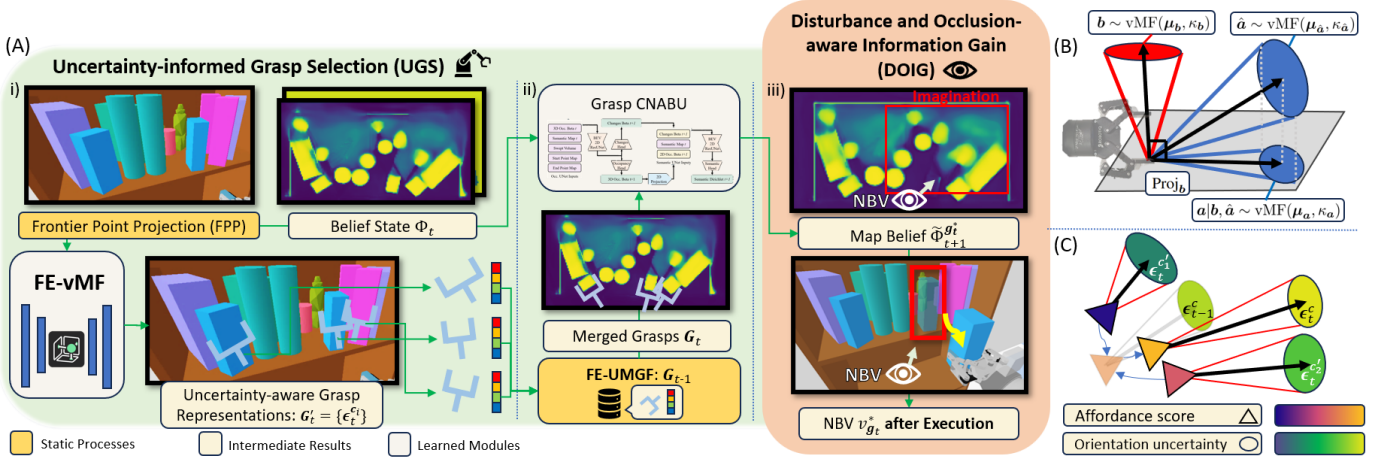 (A)
Uncertainty-informed Grasp Selection (UGS)
i)
Frontier Point Projection (FPP)
Belief State Φ_t
FE-vMF
Uncertainty-aware Grasp
Representations: G′_t = {ϵ_t^{c_i}}
ii)
Grasp CNABU
Merged Grasps G_t
FE-UMGF: G_{t-1}
Disturbance and Occlusion-
aware Information Gain
(DOIG)
iii)
Imagination
NBV
Map Belief Φ̃_{t+1}^{g_t^*}
NBV
NBV v^*_{g_t} after Execution
Static Processes
Intermediate Results
Learned Modules
(B)
b ~ vMF(μ_b, κ_b)
â ~ vMF(μ_â, κ_â)
Proj_b
a|b, â ~ vMF(μ_a, κ_a)
(C)
ϵ_t^{c′_1}
ϵ_{t-1}^c
ϵ_t^c
ϵ_t^{c′_2}
Affordance score
Orientation uncertainty